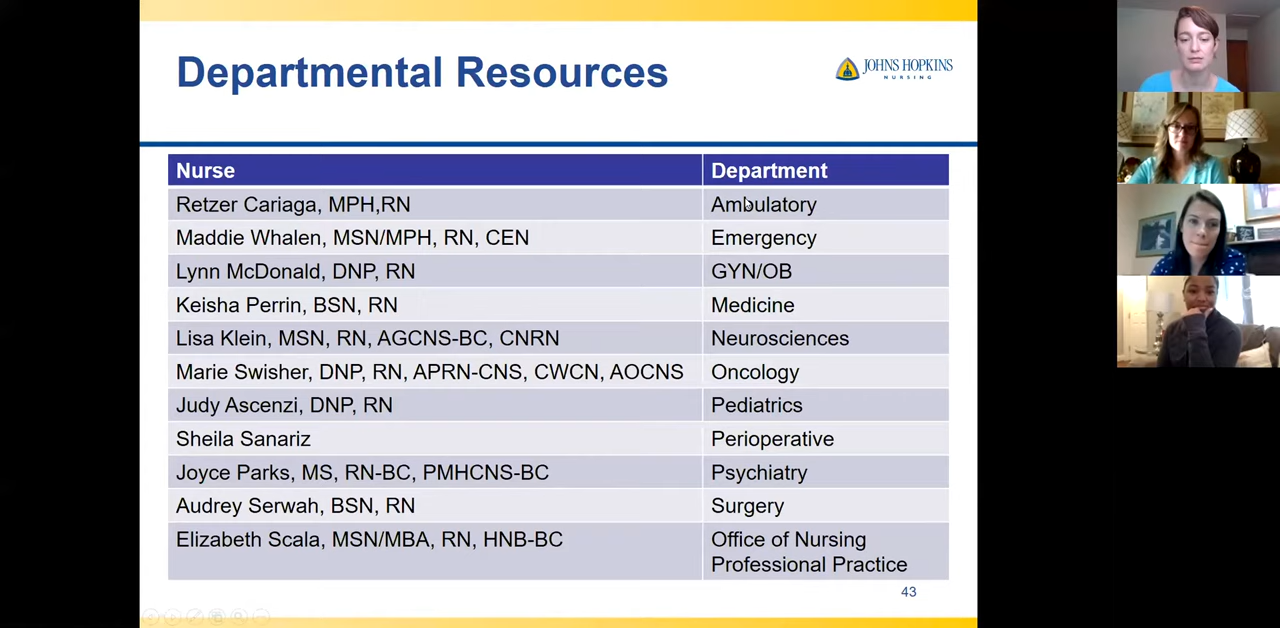 Departmental Resources
JOHNS HOPKINS
NURSING
Nurse Department
Retzer Cariaga, MPH,RN Ambulatory
Maddie Whalen, MSN/MPH, RN, CEN Emergency
Lynn McDonald, DNP, RN GYN/OB
Keisha Perrin, BSN, RN Medicine
Lisa Klein, MSN, RN, AGCNS-BC, CNRN Neurosciences
Marie Swisher, DNP, RN, APRN-CNS, CWCN, AOCNS Oncology
Judy Ascenzi, DNP, RN Pediatrics
Sheila Sanariz Perioperative
Joyce Parks, MS, RN-BC, PMHCNS-BC Psychiatry
Audrey Serwah, BSN, RN Surgery
Elizabeth Scala, MSN/MBA, RN, HNB-BC Office of Nursing
Professional Practice
43